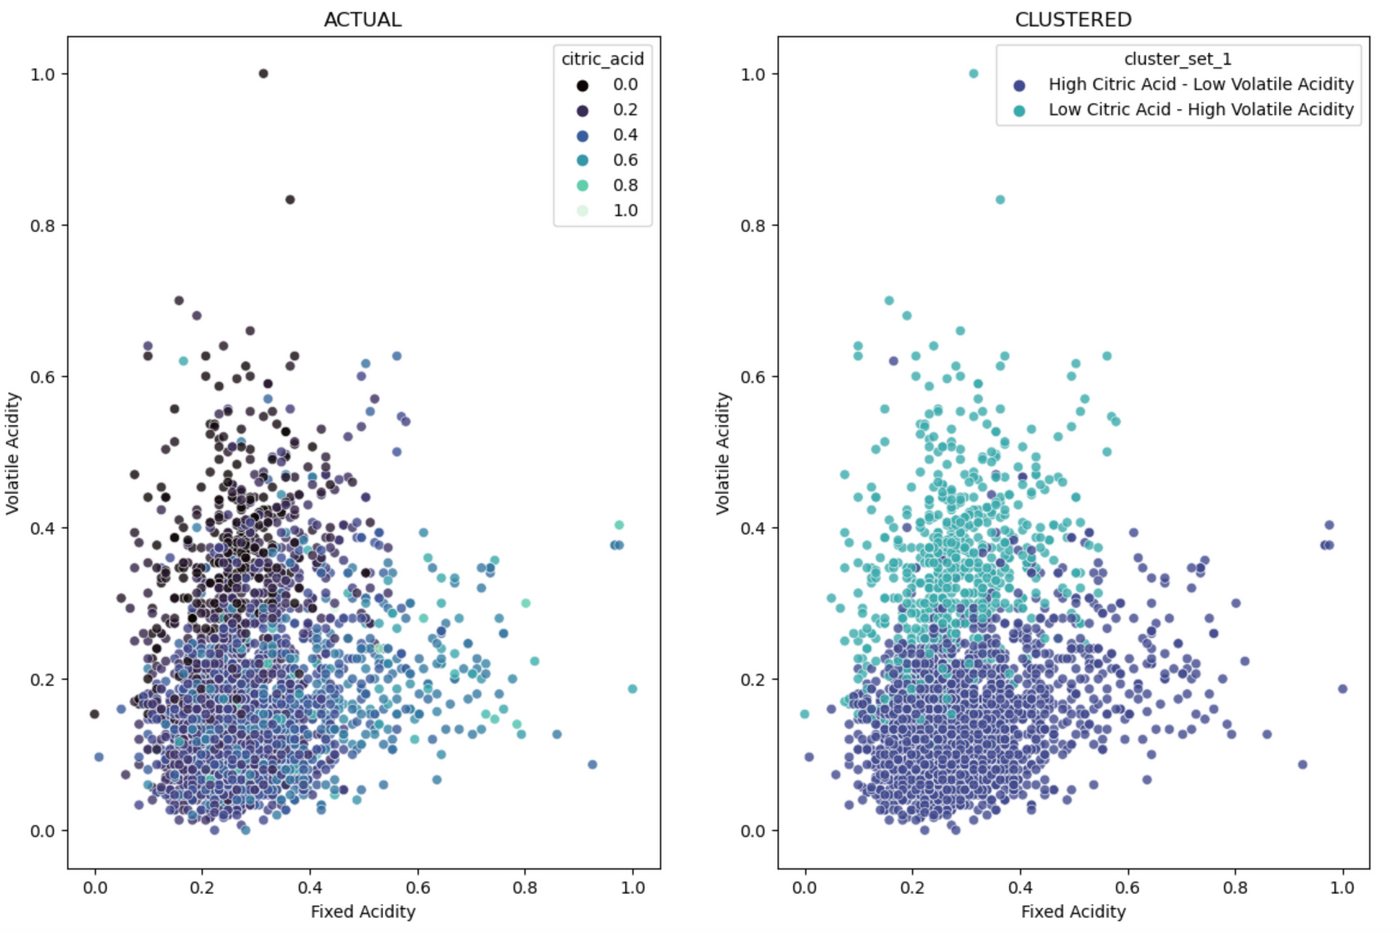 ACTUAL
citric_acid
0.0
0.2
0.4
0.6
0.8
1.0
1.0
0.8
0.6
0.4
0.2
0.0
Volatile Acidity
0.0 0.2 0.4 0.6 0.8 1.0
Fixed Acidity
CLUSTERED
cluster_set_1
High Citric Acid - Low Volatile Acidity
Low Citric Acid - High Volatile Acidity
1.0
0.8
0.6
0.4
0.2
0.0
Volatile Acidity
0.0 0.2 0.4 0.6 0.8 1.0
Fixed Acidity